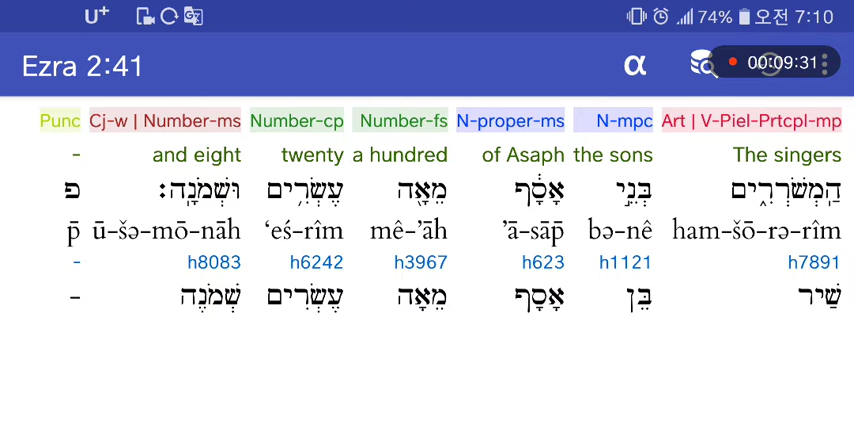 U+ 74% 오전 7:10
Ezra 2:41 α 00:09:31
Punc Cj-w | Number-ms Number-cp Number-fs N-proper-ms N-mpc Art | V-Piel-Prtcpl-mp
- and eight twenty a hundred of Asaph the sons The singers
הַֽמְשֹׁרְרִ֑ים בְּנֵ֣י אָסָ֔ף מֵאָ֖ה עֶשְׂרִ֥ים וּשְׁמֹנָֽה׃ פ
p̄ ū-šə-mō-nāh ‘eś-rîm mê-’āh ’ā-sāp̄ bə-nê ham-šō-rə-rîm
- h8083 h6242 h3967 h623 h1121 h7891
שִׁיר בֵּן אָסָף מֵאָה עֶשְׂרִים שְׁמֹנֶה -